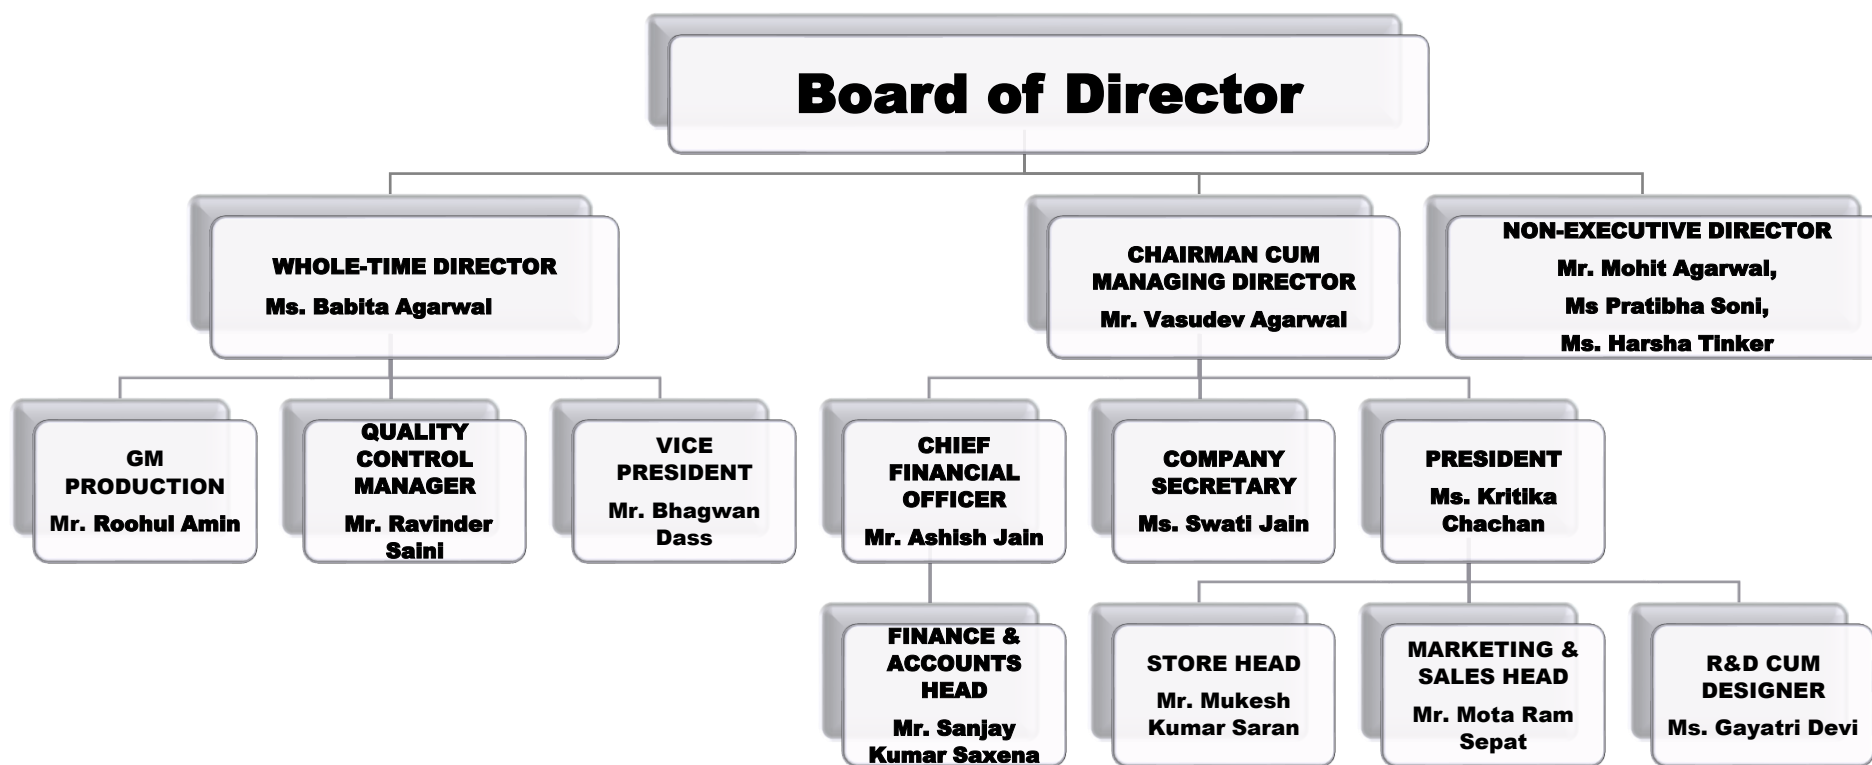 Board of Director
WHOLE-TIME DIRECTOR
Ms. Babita Agarwal
CHAIRMAN CUM
MANAGING DIRECTOR
Mr. Vasudev Agarwal
NON-EXECUTIVE DIRECTOR
Mr. Mohit Agarwal,
Ms Pratibha Soni,
Ms. Harsha Tinker
GM
PRODUCTION
Mr. Roohul Amin
QUALITY
CONTROL
MANAGER
Mr. Ravinder
Saini
VICE
PRESIDENT
Mr. Bhagwan
Dass
CHIEF
FINANCIAL
OFFICER
Mr. Ashish Jain
COMPANY
SECRETARY
Ms. Swati Jain
PRESIDENT
Ms. Kritika
Chachan
FINANCE &
ACCOUNTS
HEAD
Mr. Sanjay
Kumar Saxena
STORE HEAD
Mr. Mukesh
Kumar Saran
MARKETING &
SALES HEAD
Mr. Mota Ram
Sepat
R&D CUM
DESIGNER
Ms. Gayatri Devi